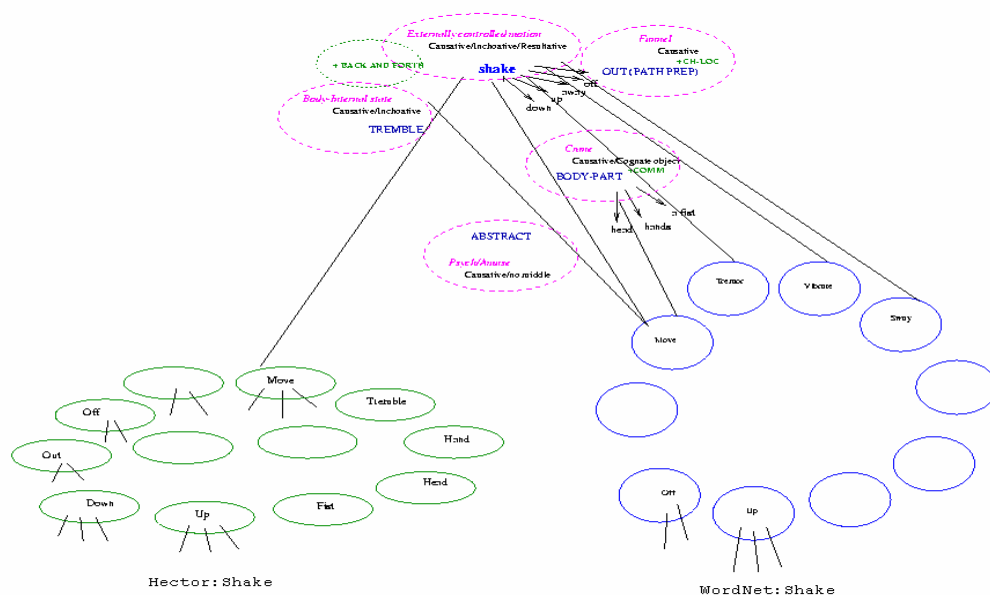 Externally controlled motion
Causative/Inchoative/Resultative
shake
+ BACK AND FORTH
Funnel
Causative
+CH-LOC
OUT(PATH PREP)
off
away
up
down
Body-Internal state
Causative/Inchoative
TREMBLE
Causative/Cognate object
+COMM
BODY-PART
a fist
hands
head
ABSTRACT
Psych/Amuse
Causative/no middle
Tremor
Vibrate
Sway
Move
Move
Tremble
Off
Hand
Out
Head
Down
Up
Fist
Off
Up
Hector:Shake
WordNet:Shake